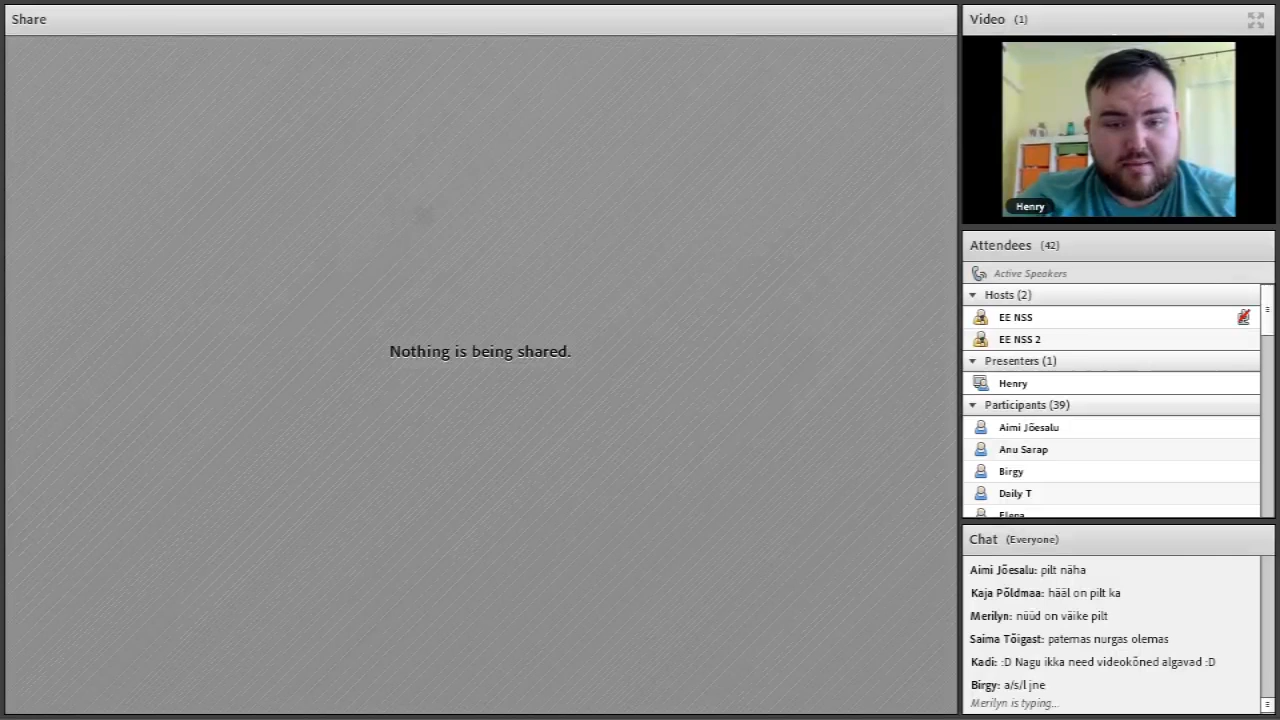 Share
Nothing is being shared.
Video (1)
Henry
Attendees (42)
Active Speakers
Hosts (2)
EE NSS
EE NSS 2
Presenters (1)
Henry
Participants (39)
Aimi Jõesalu
Anu Sarap
Birgy
Daily T
Elena
Chat (Everyone)
Aimi Jõesalu: pilt näha
Kaja Põldmaa: hääl on pilt ka
Merilyn: nüüd on väike pilt
Saima Tõigast: patemas nurgas olemas
Kadi: :D Nagu ikka need videokõned algavad :D
Birgy: a/s/l jne
Merilyn is typing...